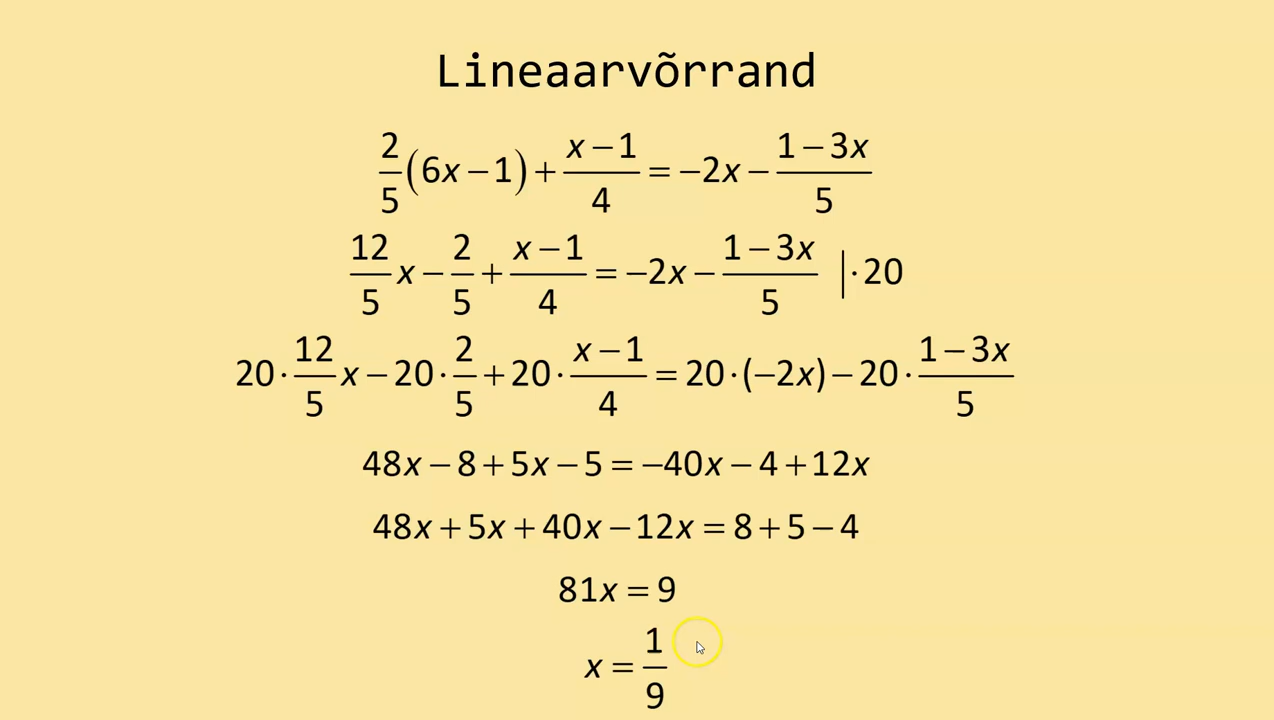 Lineaarvõrrand
2/5(6x−1)+(x−1)/4=−2x−(1−3x)/5
12/5x−2/5+(x−1)/4=−2x−(1−3x)/5 |·20
20·12/5x−20·2/5+20·(x−1)/4=20·(−2x)−20·(1−3x)/5
48x−8+5x−5=−40x−4+12x
48x+5x+40x−12x=8+5−4
81x=9
x=1/9